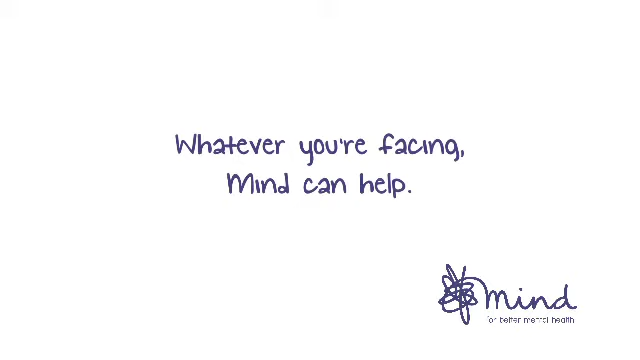 Whatever you're facing,
Mind can help.
mind
for better mental health